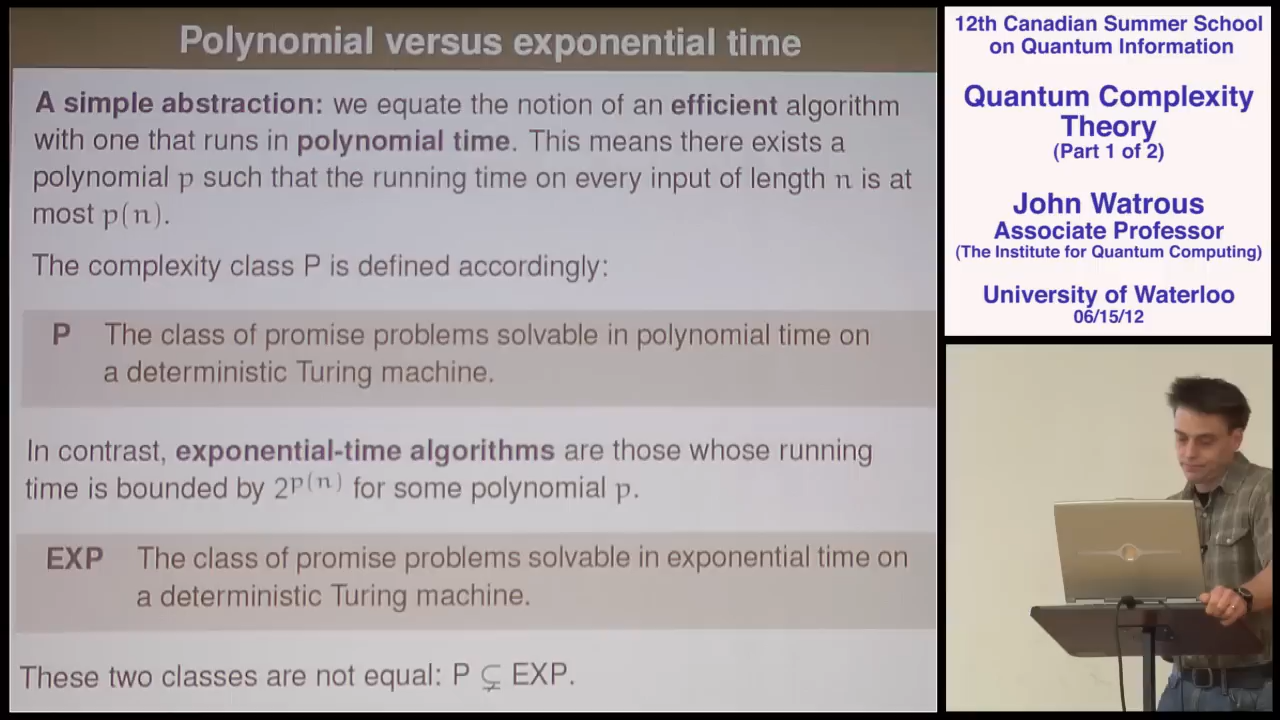 Polynomial versus exponential time
A simple abstraction: we equate the notion of an efficient algorithm
with one that runs in polynomial time. This means there exists a
polynomial p such that the running time on every input of length n is at
most p(n).
The complexity class P is defined accordingly:
P The class of promise problems solvable in polynomial time on
a deterministic Turing machine.
In contrast, exponential-time algorithms are those whose running
time is bounded by 2^p(n) for some polynomial p.
EXP The class of promise problems solvable in exponential time on
a deterministic Turing machine.
These two classes are not equal: P ⊊ EXP.
12th Canadian Summer School
on Quantum Information
Quantum Complexity
Theory
(Part 1 of 2)
John Watrous
Associate Professor
(The Institute for Quantum Computing)
University of Waterloo
06/15/12